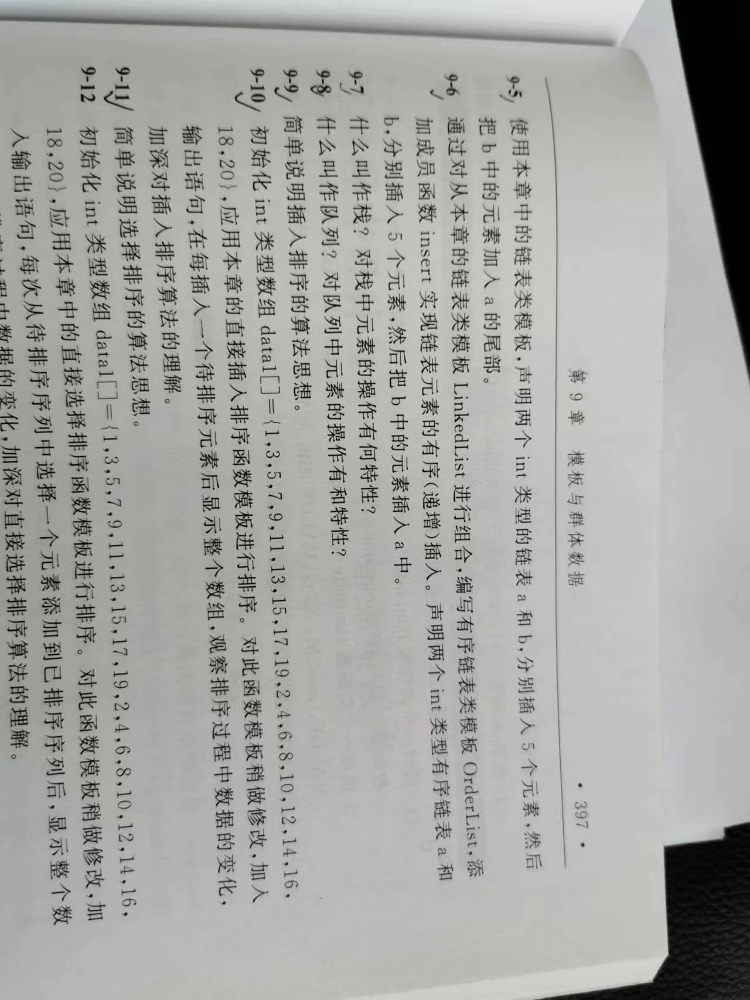 第9章 模板与群体数据 • 397 •
9-5 使用本章中的链表类模板,声明两个 int 类型的链表 a 和 b,分别插入 5 个元素,然后
把 b 中的元素加入 a 的尾部。
9-6 通过对从本章的链表类模板 LinkedList 进行组合,编写有序链表类模板 OrderList,添
加成员函数 insert 实现链表元素的有序(递增)插入。声明两个 int 类型有序链表 a 和
b,分别插入 5 个元素,然后把 b 中的元素插入 a 中。
9-7 什么叫作栈? 对栈中元素的操作有何特性?
9-8 什么叫作队列? 对队列中元素的操作有和特性?
9-9 简单说明插入排序的算法思想。
9-10 初始化 int 类型数组 data1[]={1,3,5,7,9,11,13,15,17,19,2,4,6,8,10,12,14,16,
18,20},应用本章的直接插入排序函数模板进行排序。对此函数模板稍做修改,加入
输出语句,在每插入一个待排序元素后显示整个数组,观察排序过程中数据的变化,
加深对插入排序算法的理解。
9-11 简单说明选择排序的算法思想。
9-12 初始化 int 类型数组 data1[]={1,3,5,7,9,11,13,15,17,19,2,4,6,8,10,12,14,16,
18,20},应用本章中的直接选择排序函数模板进行排序。对此函数模板稍做修改,加
入输出语句,每次从待排序序列中选择一个元素添加到已排序序列后,显示整个数
过程中数据的变化,加深对直接选择排序算法的理解。